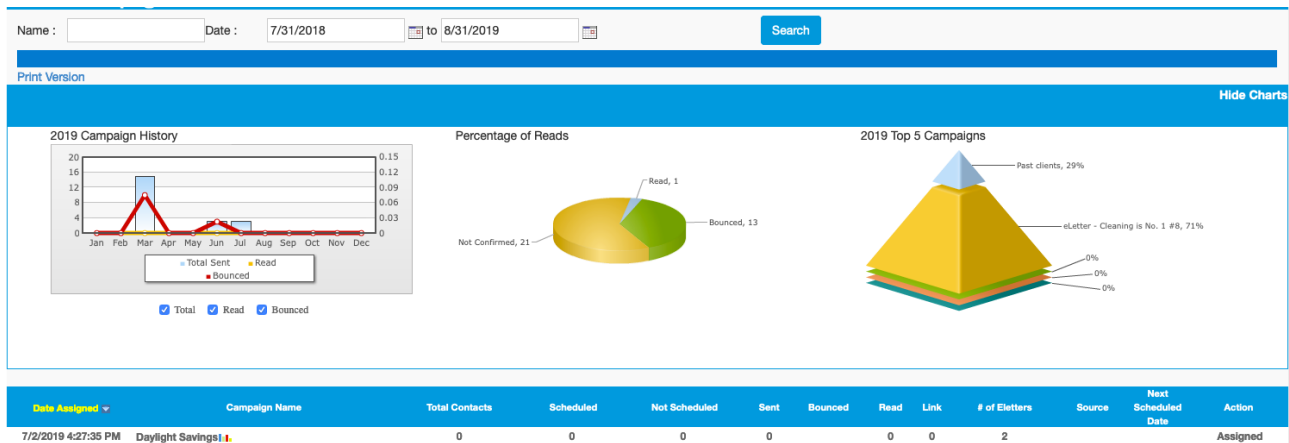 Name :
Date :
7/31/2018
to
8/31/2019
Search
Print Version
Hide Charts
2019 Campaign History
20
16
12
8
4
0
0.15
0.12
0.09
0.06
0.03
0
Jan Feb Mar Apr May Jun Jul Aug Sep Oct Nov Dec
Total Sent Read
Bounced
Total Read Bounced
Percentage of Reads
Read, 1
Bounced, 13
Not Confirmed, 21
2019 Top 5 Campaigns
Past clients, 29%
eLetter - Cleaning is No. 1 #8, 71%
0%
0%
0%
Date Assigned
Campaign Name
Total Contacts
Scheduled
Not Scheduled
Sent
Bounced
Read
Link
# of Eletters
Source
Next
Scheduled
Date
Action
7/2/2019 4:27:35 PM Daylight Savings 0 0 0 0 0 0 2 Assigned